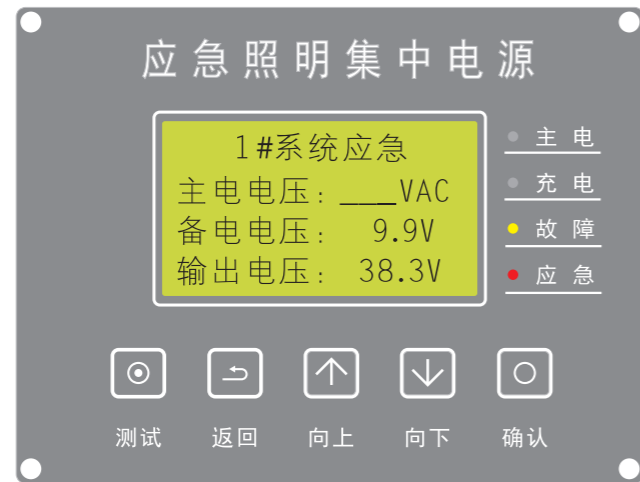 应急照明集中电源
1#系统应急
主电电压：___VAC
备电电压： 9.9V
输出电压： 38.3V
主电
充电
故障
应急
测试 返回 向上 向下 确认